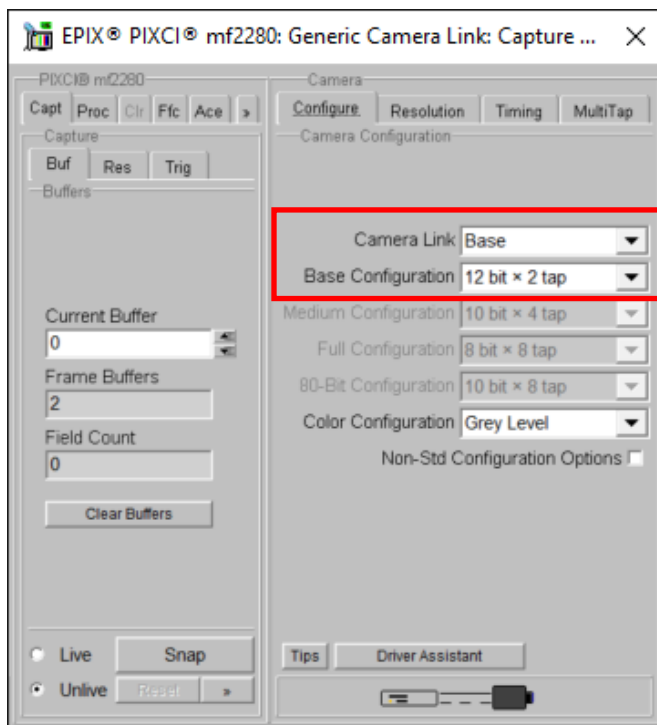 EPIX® PIXCI® mf2280: Generic Camera Link: Capture ...
PIXCI® mf2280
Capt Proc Clr Ffc Ace »
Capture
Buf Res Trig
Buffers
Current Buffer
0
Frame Buffers
2
Field Count
0
Clear Buffers
Live Snap
Unlive Reset »
Camera
Configure Resolution Timing MultiTap
Camera Configuration
Camera Link Base
Base Configuration 12 bit × 2 tap
Medium Configuration 10 bit × 4 tap
Full Configuration 8 bit × 8 tap
80-Bit Configuration 10 bit × 8 tap
Color Configuration Grey Level
Non-Std Configuration Options
Tips Driver Assistant